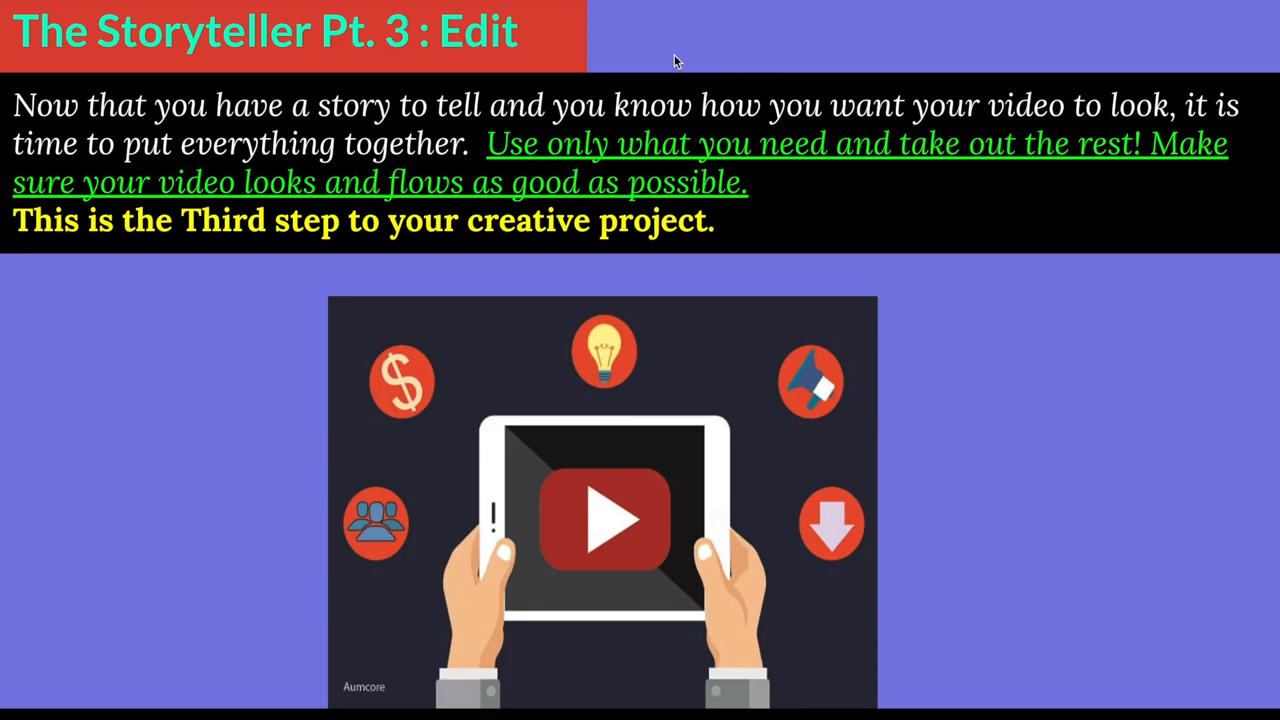 The Storyteller Pt. 3 : Edit
Now that you have a story to tell and you know how you want your video to look, it is
time to put everything together.  Use only what you need and take out the rest! Make
sure your video looks and flows as good as possible.
This is the Third step to your creative project.
Aumcore